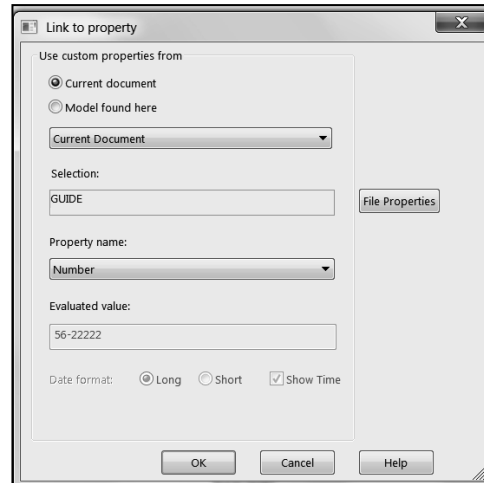 Link to property
X
Use custom properties from
Current document
Model found here
Current Document
Selection:
GUIDE
File Properties
Property name:
Number
Evaluated value:
56-22222
Date format: Long Short Show Time
OK Cancel Help